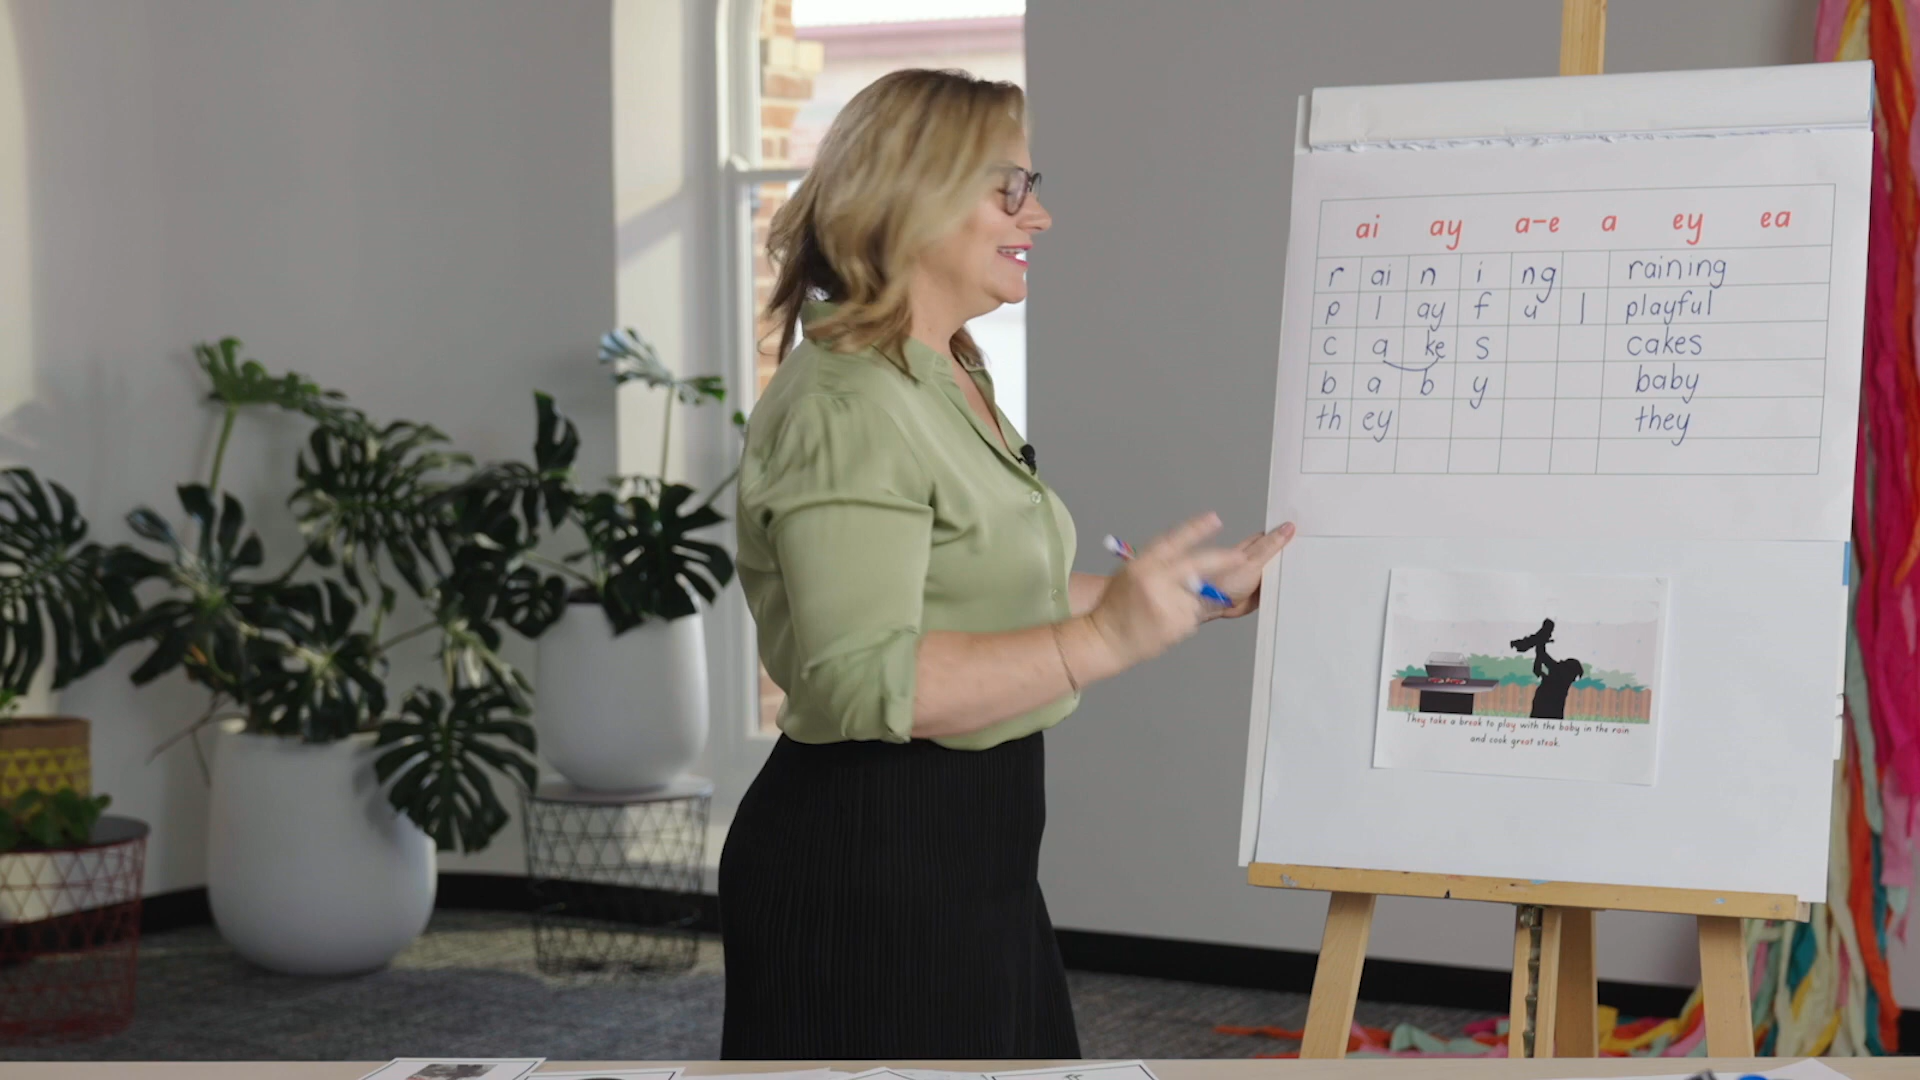 ai ay a-e a ey ea
r ai n i ng raining
p l ay f u l playful
c a ke s cakes
b a b y baby
th ey they
They take a break to play with the baby in the rain
and cook great steak.